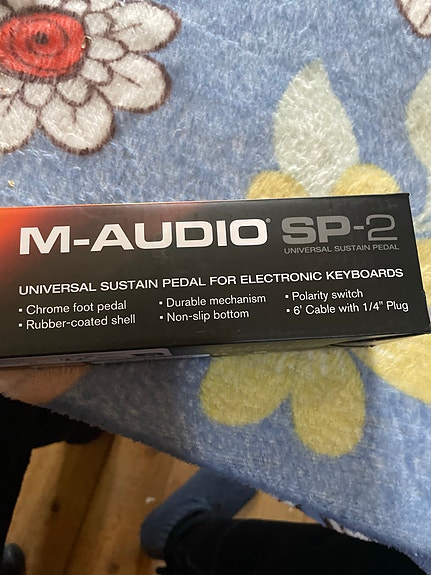 M-AUDIO® SP-2
UNIVERSAL SUSTAIN PEDAL
UNIVERSAL SUSTAIN PEDAL FOR ELECTRONIC KEYBOARDS
▪ Chrome foot pedal ▪ Durable mechanism ▪ Polarity switch
▪ Rubber-coated shell ▪ Non-slip bottom ▪ 6' Cable with 1/4" Plug